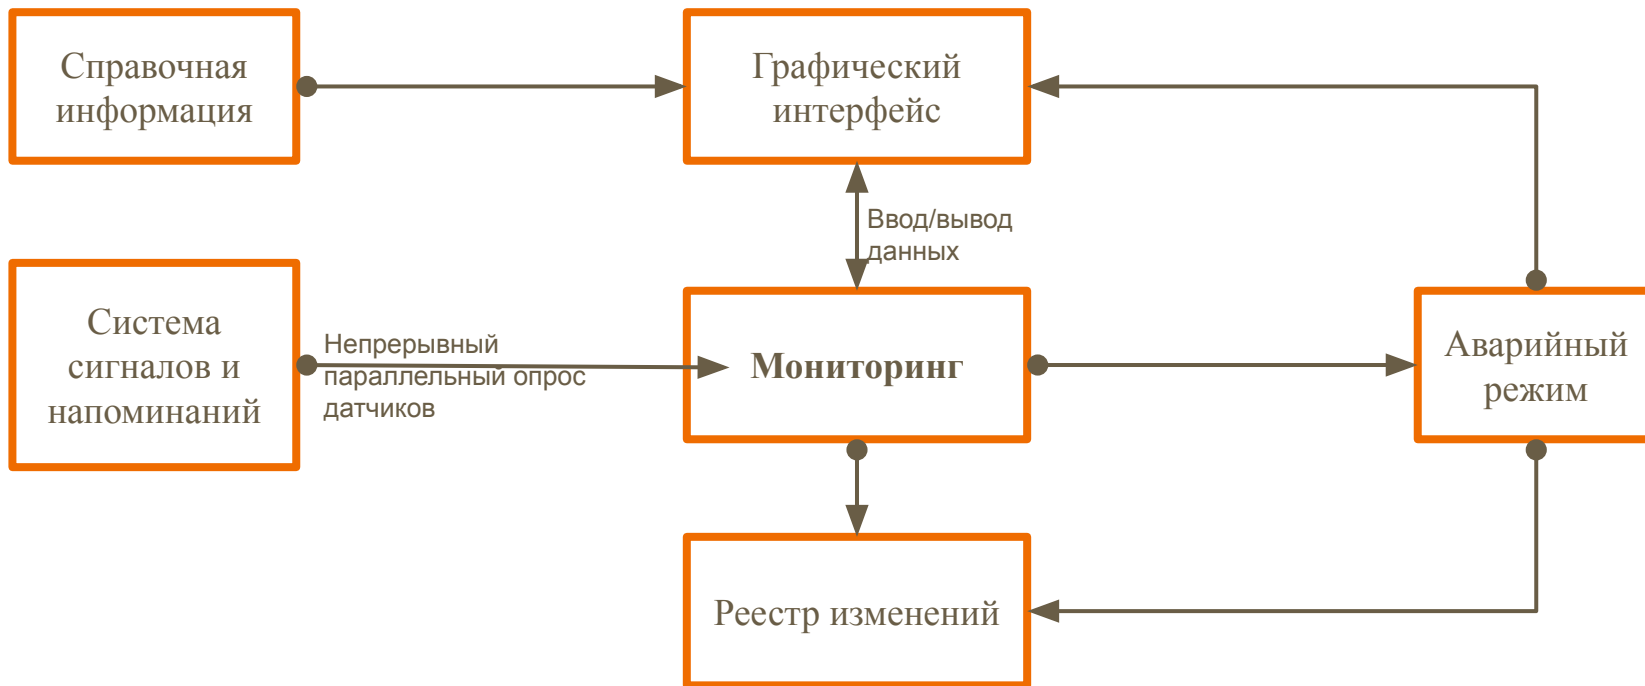 Справочная
информация
Графический
интерфейс
Ввод/вывод
данных
Система
сигналов и
напоминаний
Непрерывный
параллельный опрос
датчиков
Мониторинг
Аварийный
режим
Реестр изменений